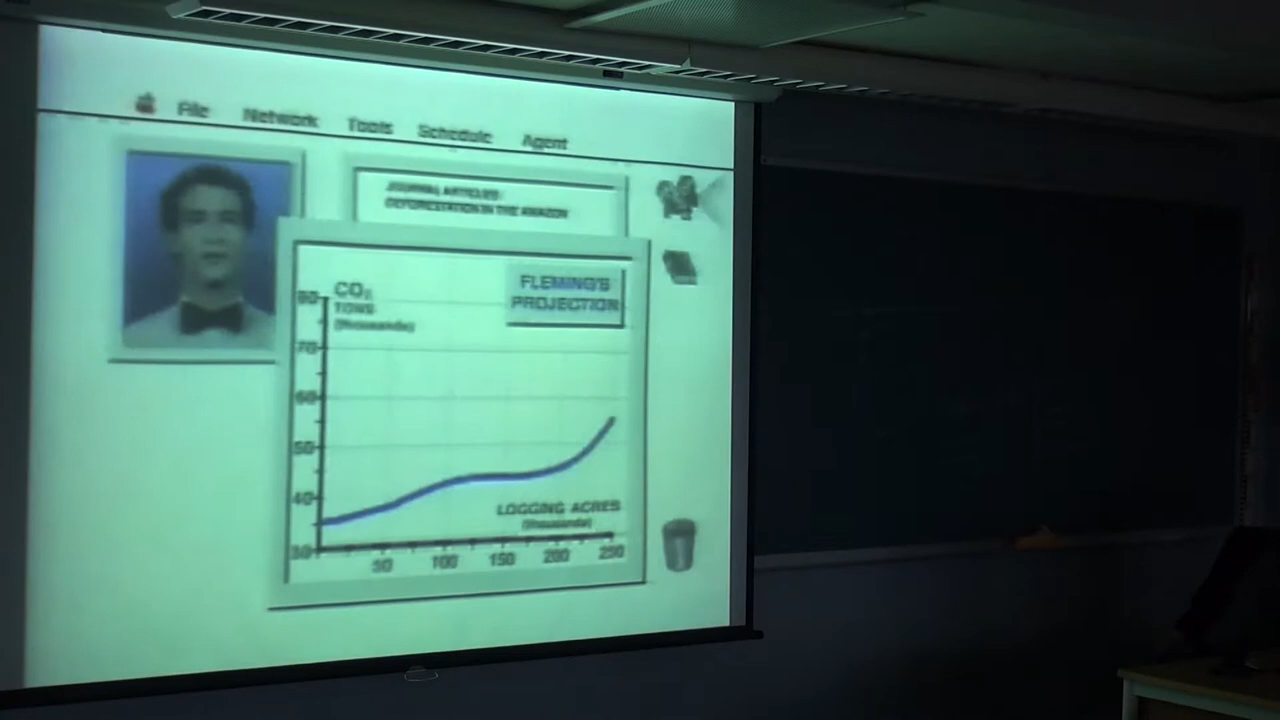 File Network Tools Schedule Agent
JOURNAL ARTICLES:
DEFORESTATION IN THE AMAZON
FLEMING'S
PROJECTION
CO₂
TONS
(thousands)
80
70
60
50
40
30
LOGGING ACRES
(thousands)
50 100 150 200 250